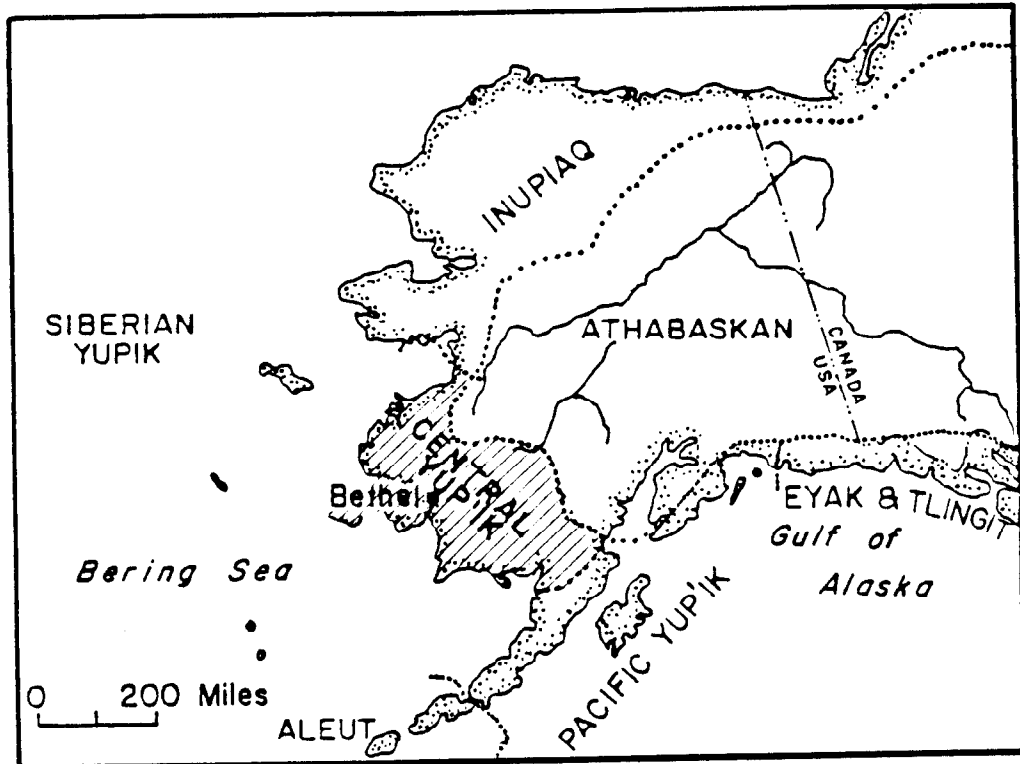 INUPIAQ
SIBERIAN
YUPIK
ATHABASKAN
CANADA
USA
CENTRAL
YUP'IK
Bethel
EYAK & TLINGIT
Gulf of
Alaska
Bering Sea
PACIFIC YUP'IK
0 200 Miles
ALEUT